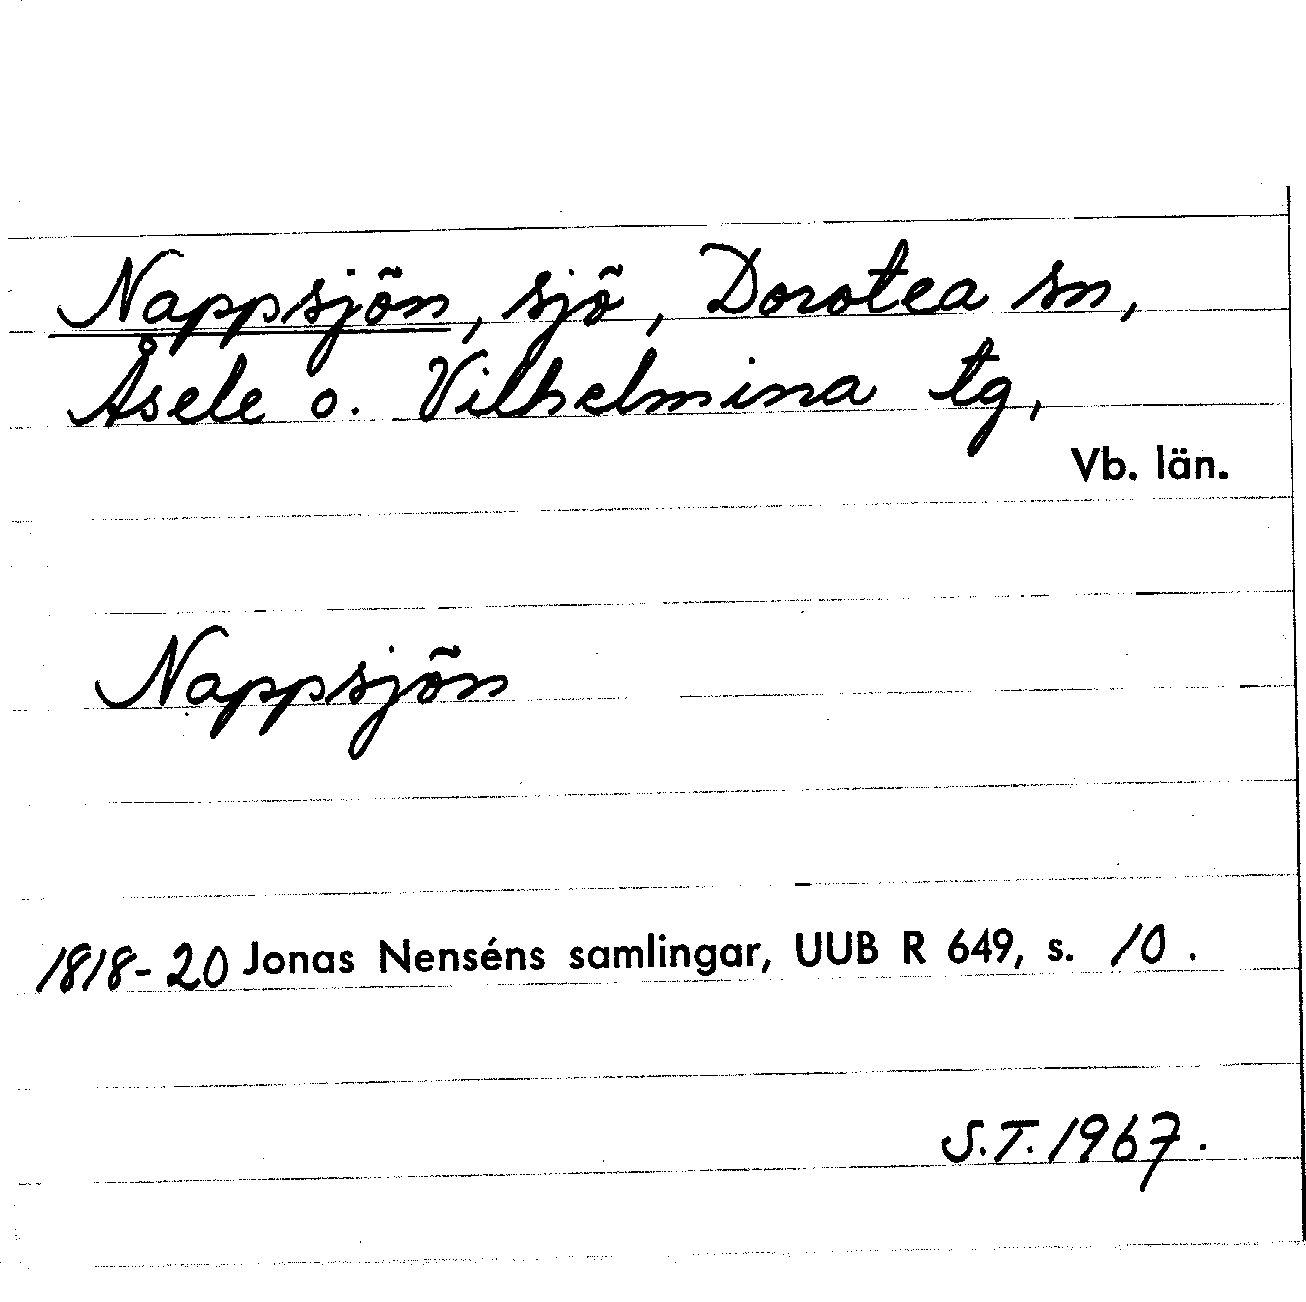 Nappsjön, sjö, Dorotea sn,
Åsele o. Vilhelmina tg,
Vb. län.
Nappsjön
1818-20 Jonas Nenséns samlingar, UUB R 649, s. 10.
S.T. 1967.